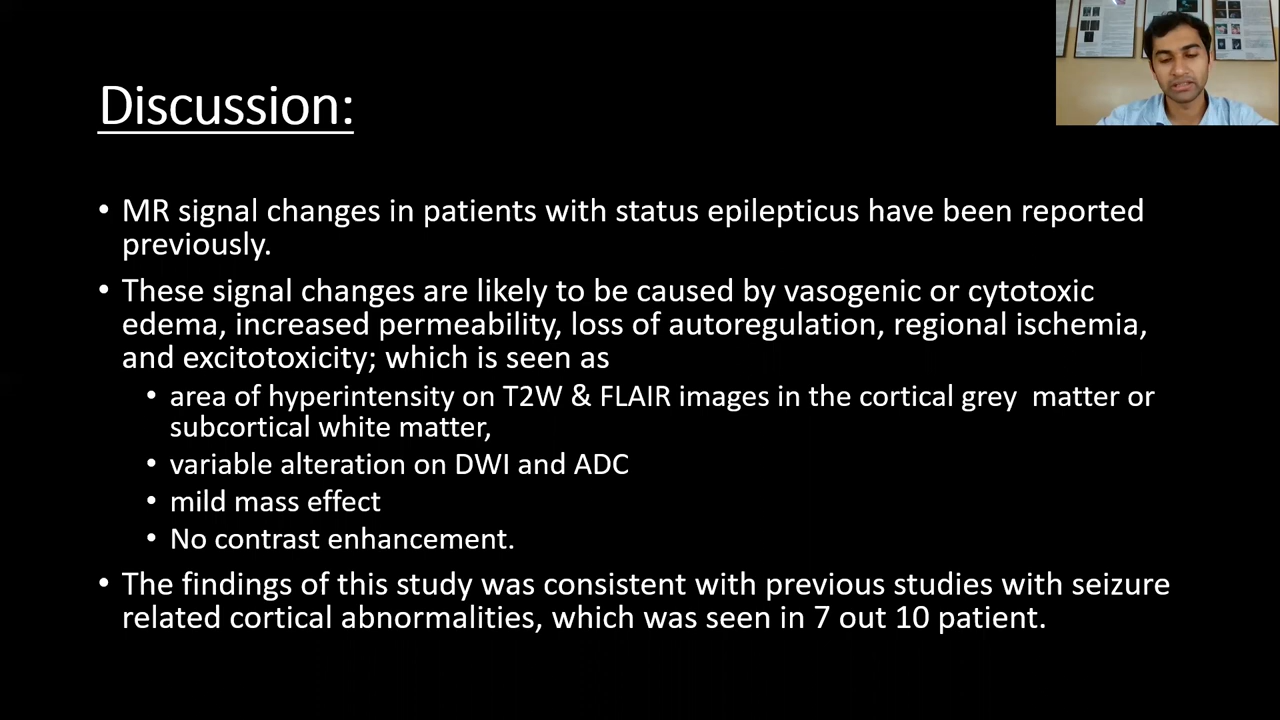 Discussion:
• MR signal changes in patients with status epilepticus have been reported
previously.
• These signal changes are likely to be caused by vasogenic or cytotoxic
edema, increased permeability, loss of autoregulation, regional ischemia,
and excitotoxicity; which is seen as
• area of hyperintensity on T2W & FLAIR images in the cortical grey matter or
subcortical white matter,
• variable alteration on DWI and ADC
• mild mass effect
• No contrast enhancement.
• The findings of this study was consistent with previous studies with seizure
related cortical abnormalities, which was seen in 7 out 10 patient.